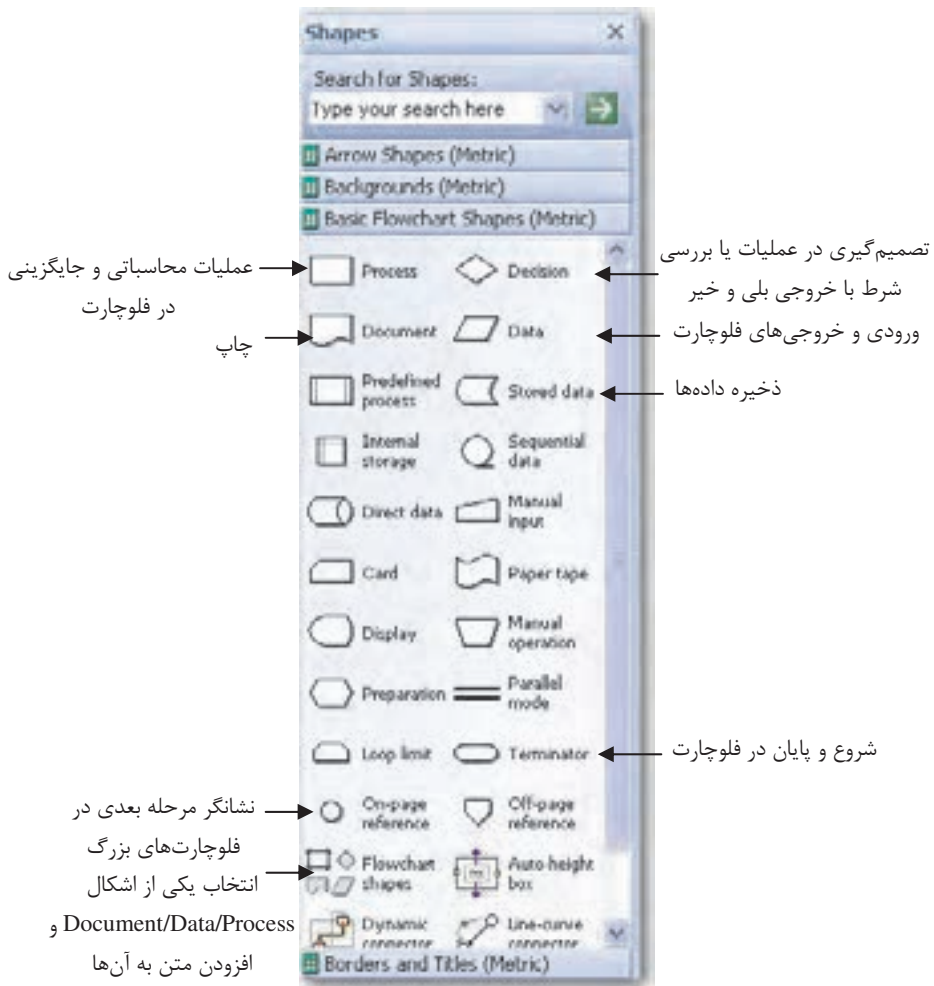 Shapes
Search for Shapes:
Type your search here
Arrow Shapes (Metric)
Backgrounds (Metric)
Basic Flowchart Shapes (Metric)
Process
Decision
Document
Data
Predefined
process
Stored data
Internal
storage
Sequential
data
Direct data
Manual
input
Card
Paper tape
Display
Manual
operation
Preparation
Parallel
mode
Loop limit
Terminator
On-page
reference
Off-page
reference
Flowchart
shapes
Auto-height
box
Dynamic
connector
Line-curve
connector
Borders and Titles (Metric)
تصمیم‌گیری در عملیات یا بررسی
شرط با خروجی بلی و خیر
ورودی و خروجی‌های فلوچارت
ذخیره داده‌ها
شروع و پایان در فلوچارت
عملیات محاسباتی و جایگزینی
در فلوچارت
چاپ
نشانگر مرحله بعدی در
فلوچارت‌های بزرگ
انتخاب یکی از اشکال
Document/Data/Process و
افزودن متن به آن‌ها